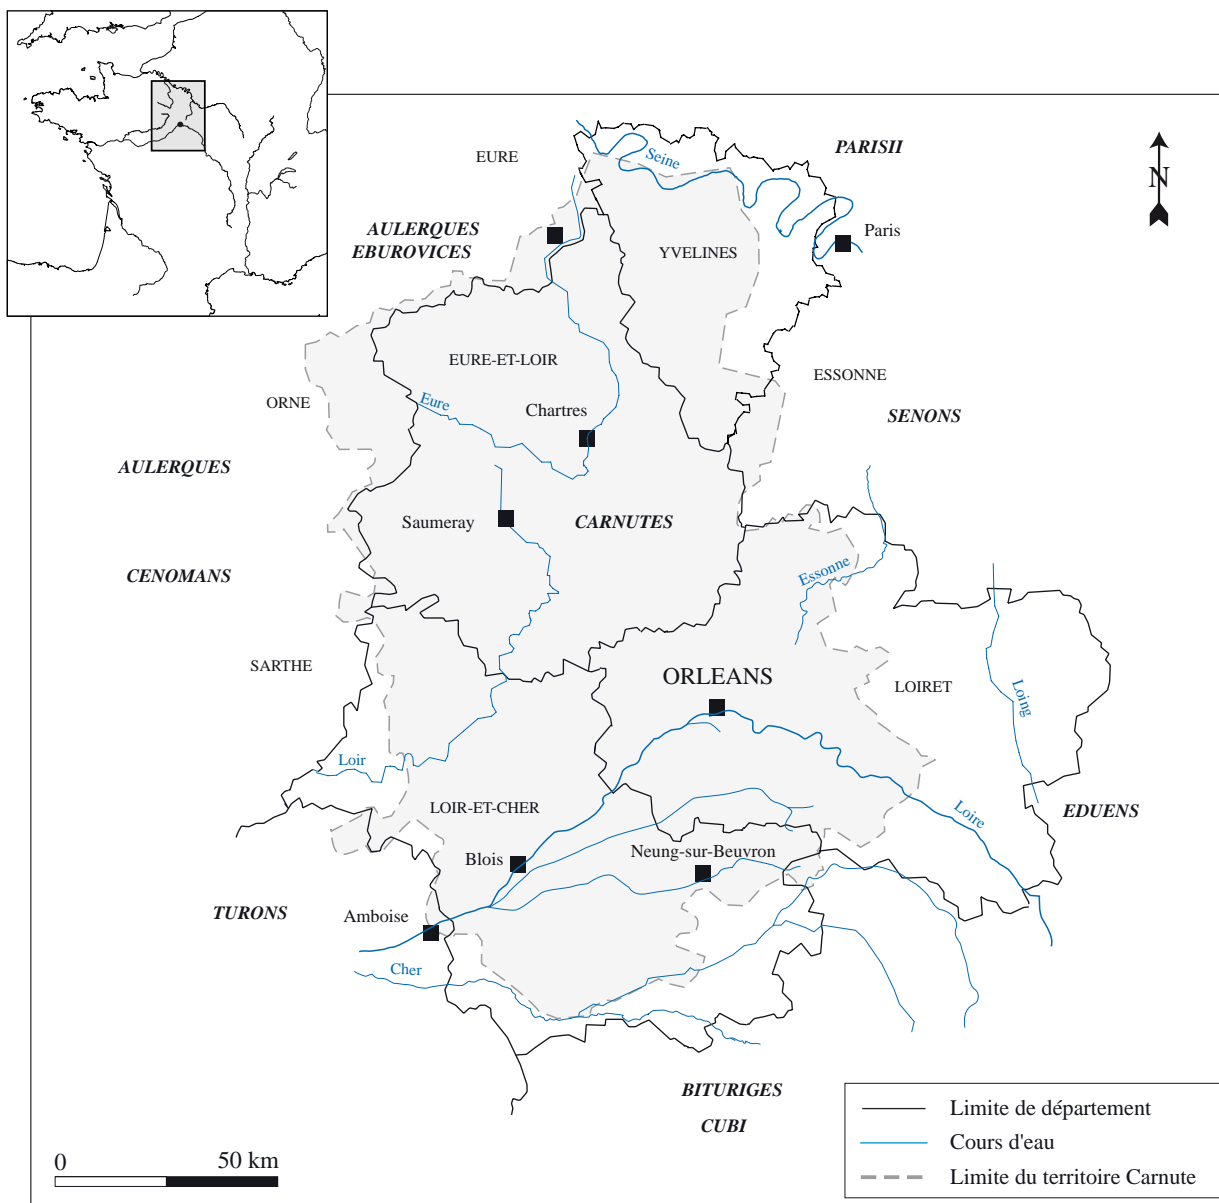 PARISII
EURE
Seine
N
AULERQUES
EBUROVICES
Paris
YVELINES
EURE-ET-LOIR
ESSONNE
ORNE
Eure
Chartres
SENONS
AULERQUES
Saumeray
CARNUTES
CENOMANS
Essonne
SARTHE
ORLEANS
LOIRET
Loing
Loir
LOIR-ET-CHER
Loire
EDUENS
Blois
Neung-sur-Beuvron
TURONS
Amboise
Cher
BITURIGES
CUBI
Limite de département
Cours d'eau
Limite du territoire Carnute
0
50 km